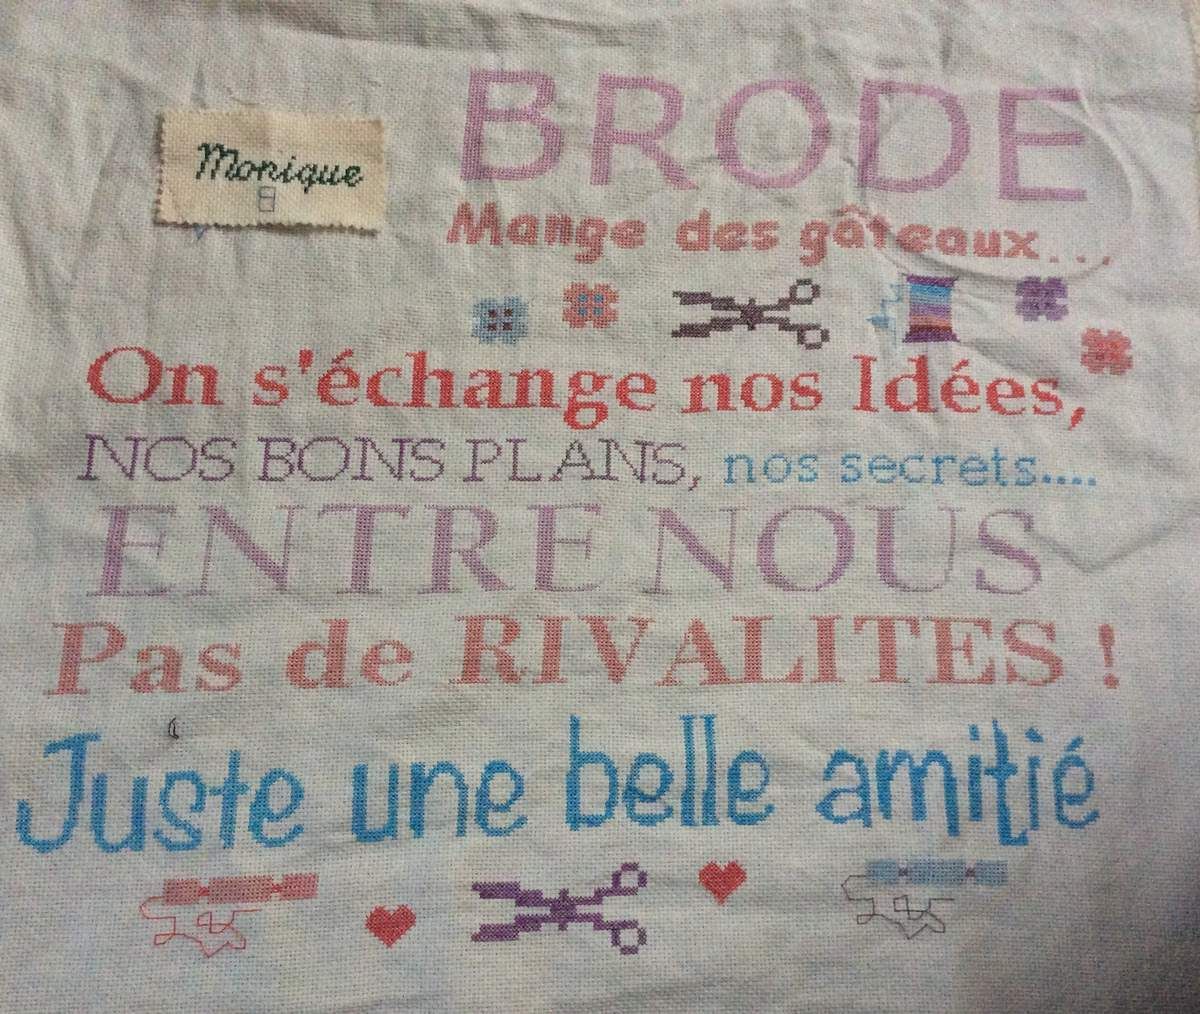 BRODE
Monique
Mange des gâteaux...
On s'échange nos Idées,
NOS BONS PLANS, nos secrets....
ENTRE NOUS
Pas de RIVALITES !
Juste une belle amitié